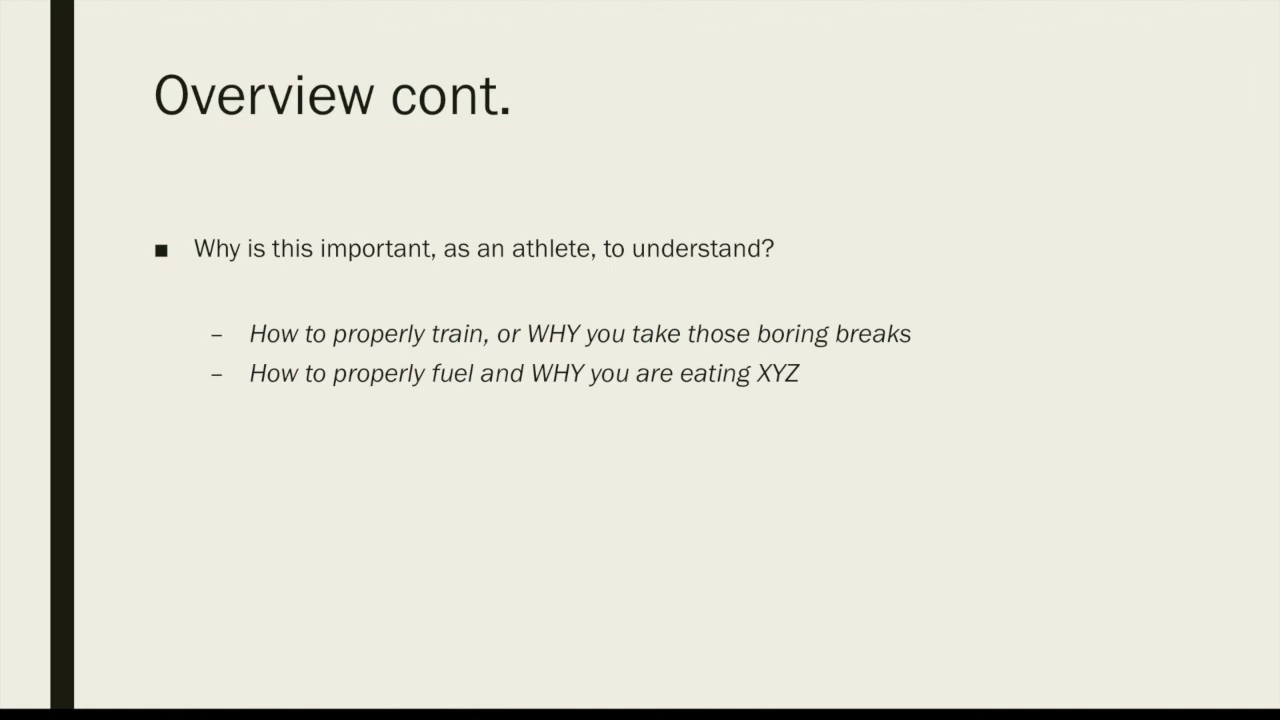 Overview cont.
■ Why is this important, as an athlete, to understand?
– How to properly train, or WHY you take those boring breaks
– How to properly fuel and WHY you are eating XYZ